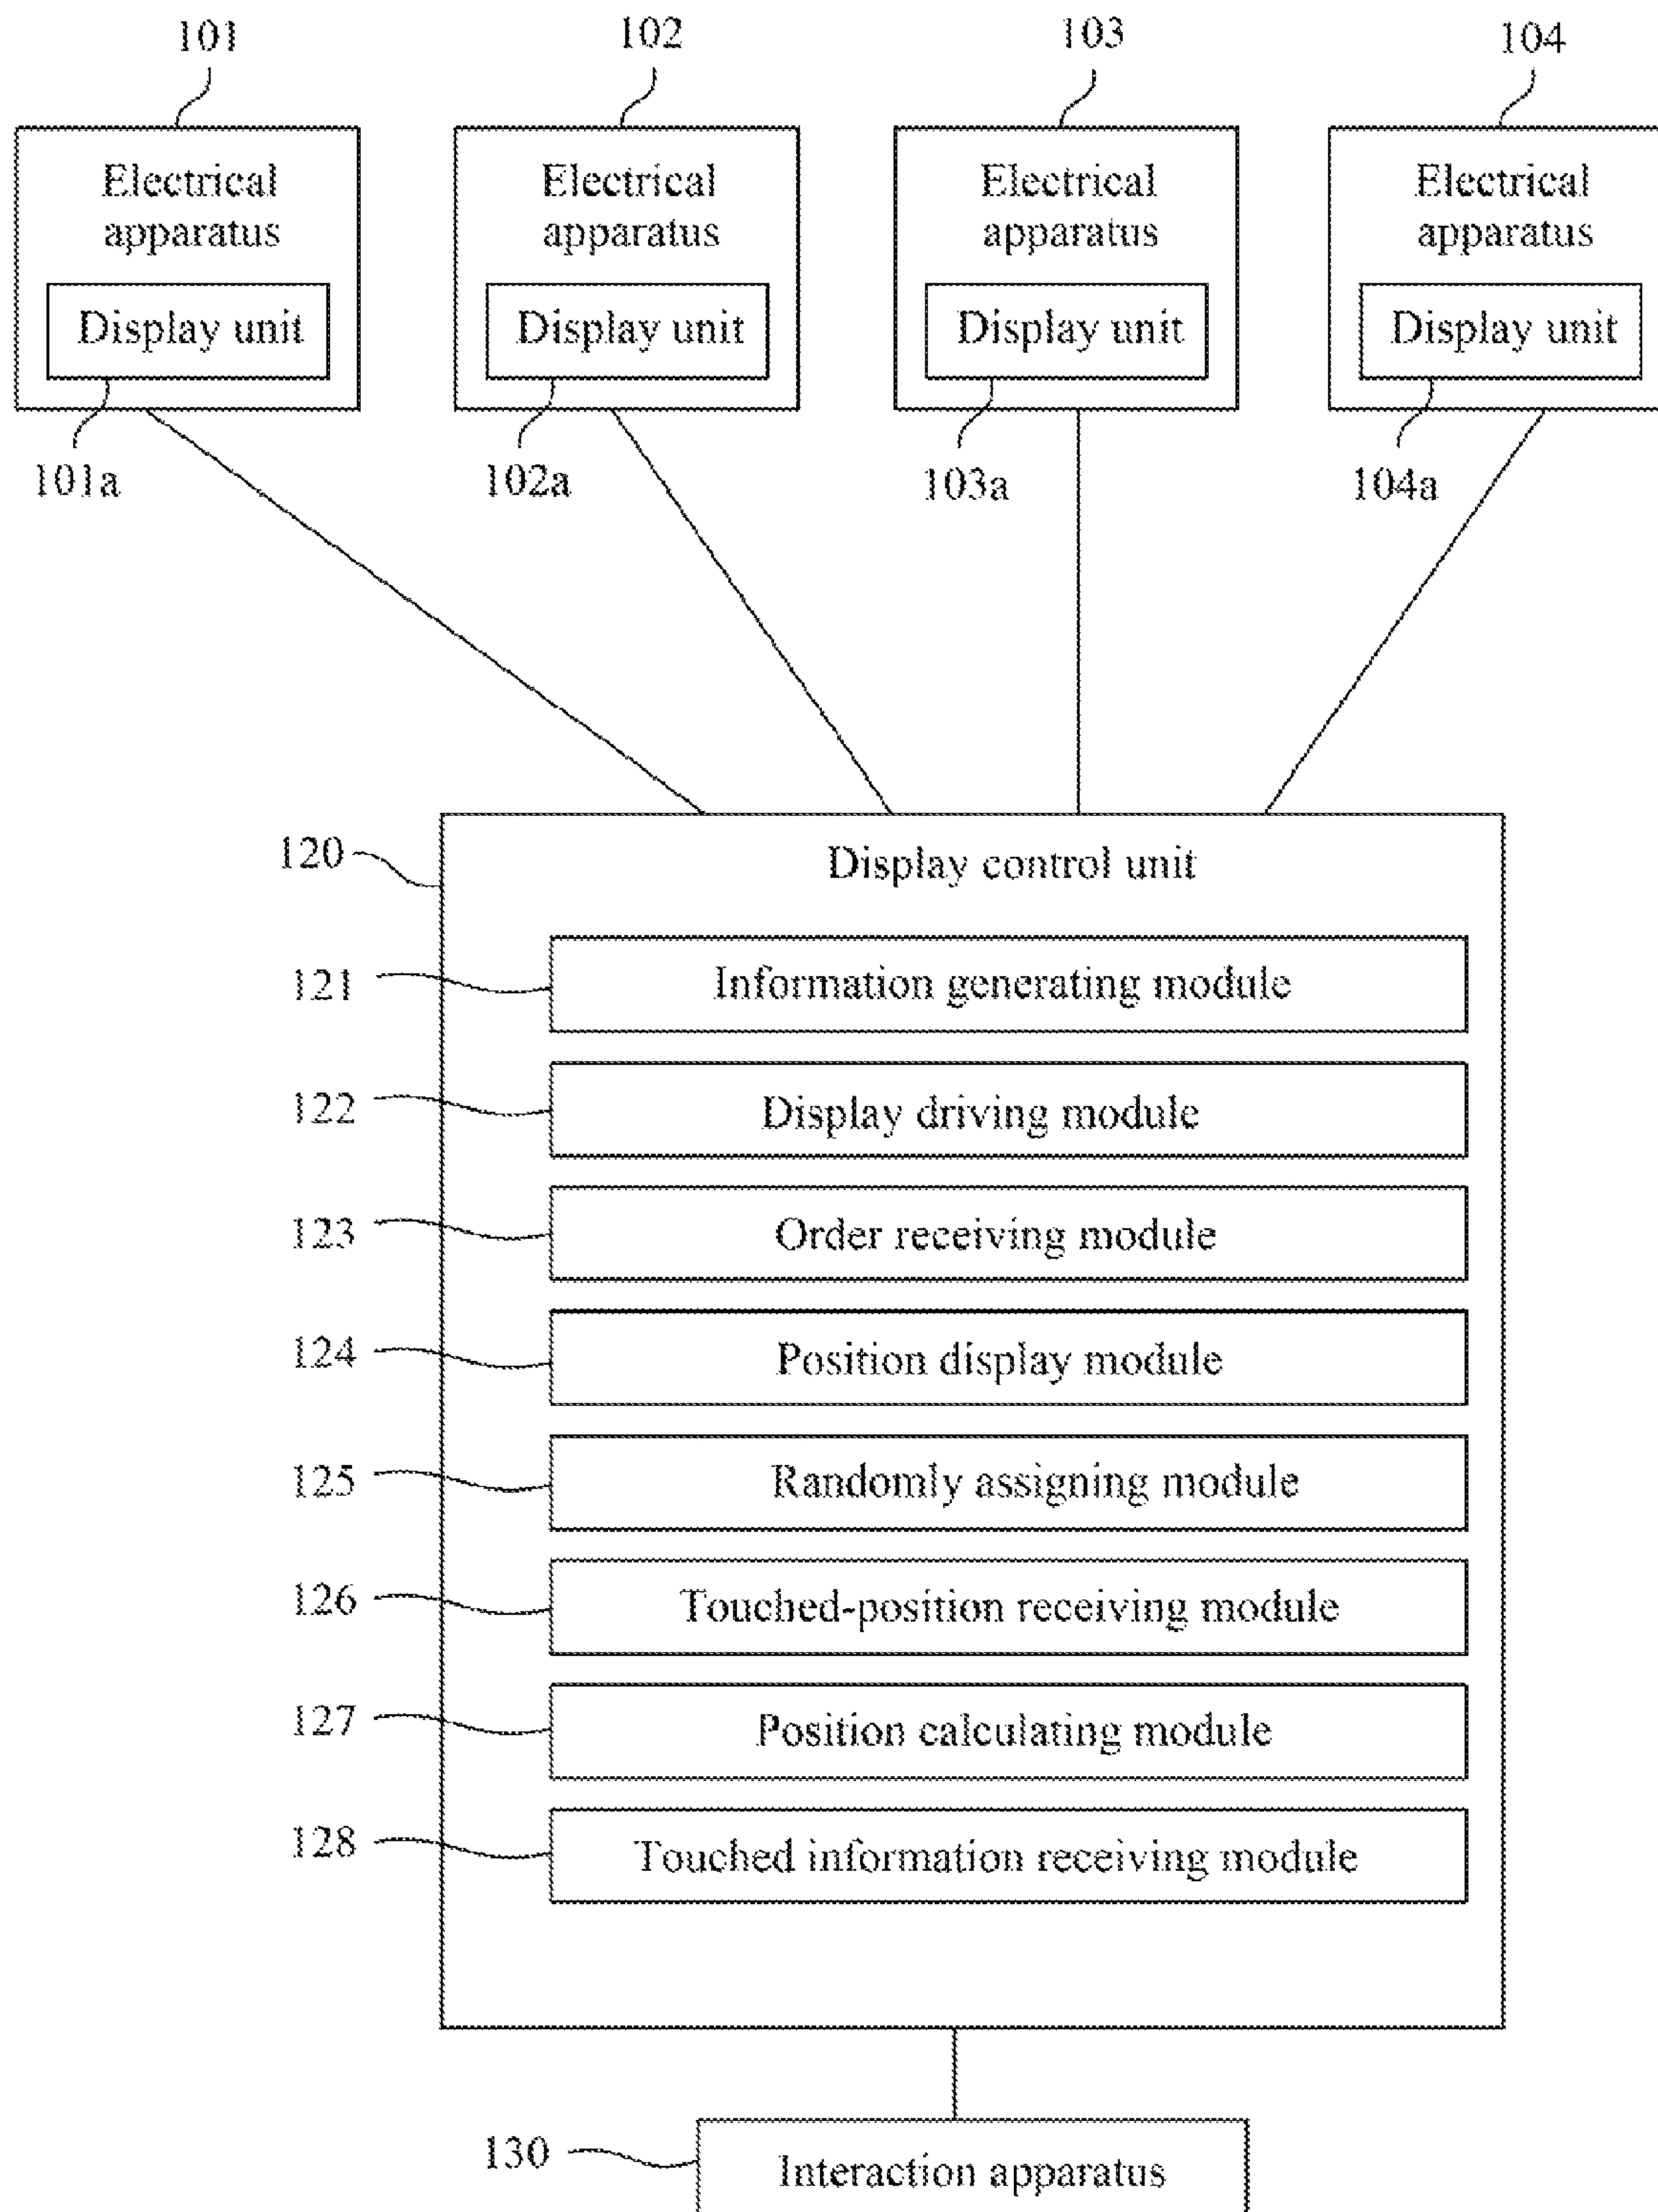 101
102
103
104
Electrical
apparatus
Display unit
101a
Electrical
apparatus
Display unit
102a
Electrical
apparatus
Display unit
103a
Electrical
apparatus
Display unit
104a
120
Display control unit
121
Information generating module
122
Display driving module
123
Order receiving module
124
Position display module
125
Randomly assigning module
126
Touched-position receiving module
127
Position calculating module
128
Touched information receiving module
130
Interaction apparatus